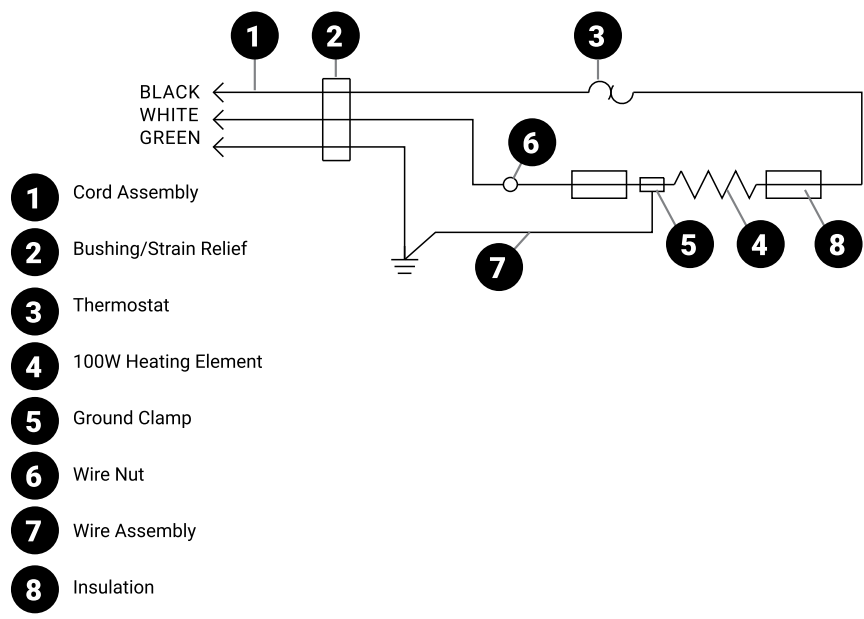 1 2 3
BLACK
WHITE
GREEN
6
5 4 8
7
1 Cord Assembly
2 Bushing/Strain Relief
3 Thermostat
4 100W Heating Element
5 Ground Clamp
6 Wire Nut
7 Wire Assembly
8 Insulation